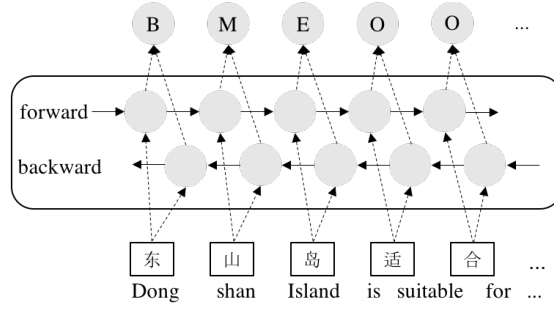 B M E O O ...
forward
backward
东 山 岛 适 合 ...
Dong shan Island is suitable for ...